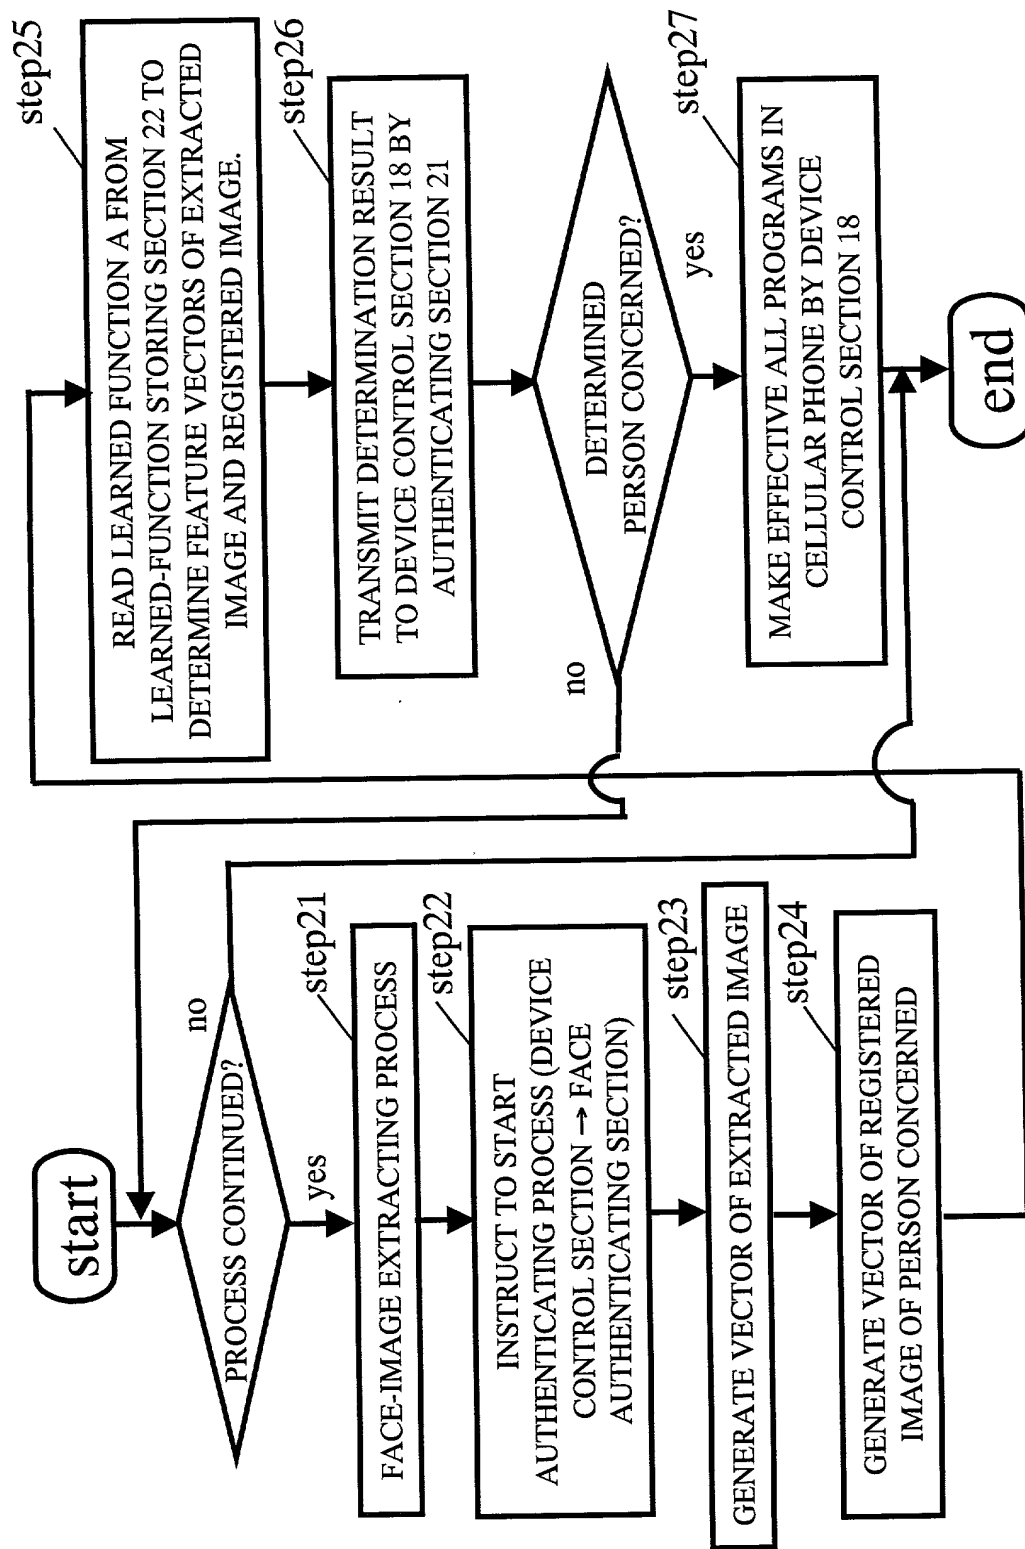 start
PROCESS CONTINUED?
no
yes
step21
FACE-IMAGE EXTRACTING PROCESS
step22
INSTRUCT TO START
AUTHENTICATING PROCESS (DEVICE
CONTROL SECTION → FACE
AUTHENTICATING SECTION)
step23
GENERATE VECTOR OF EXTRACTED IMAGE
step24
GENERATE VECTOR OF REGISTERED
IMAGE OF PERSON CONCERNED
step25
READ LEARNED FUNCTION A FROM
LEARNED-FUNCTION STORING SECTION 22 TO
DETERMINE FEATURE VECTORS OF EXTRACTED
IMAGE AND REGISTERED IMAGE.
step26
TRANSMIT DETERMINATION RESULT
TO DEVICE CONTROL SECTION 18 BY
AUTHENTICATING SECTION 21
DETERMINED
PERSON CONCERNED?
no
yes
step27
MAKE EFFECTIVE ALL PROGRAMS IN
CELLULAR PHONE BY DEVICE
CONTROL SECTION 18
end